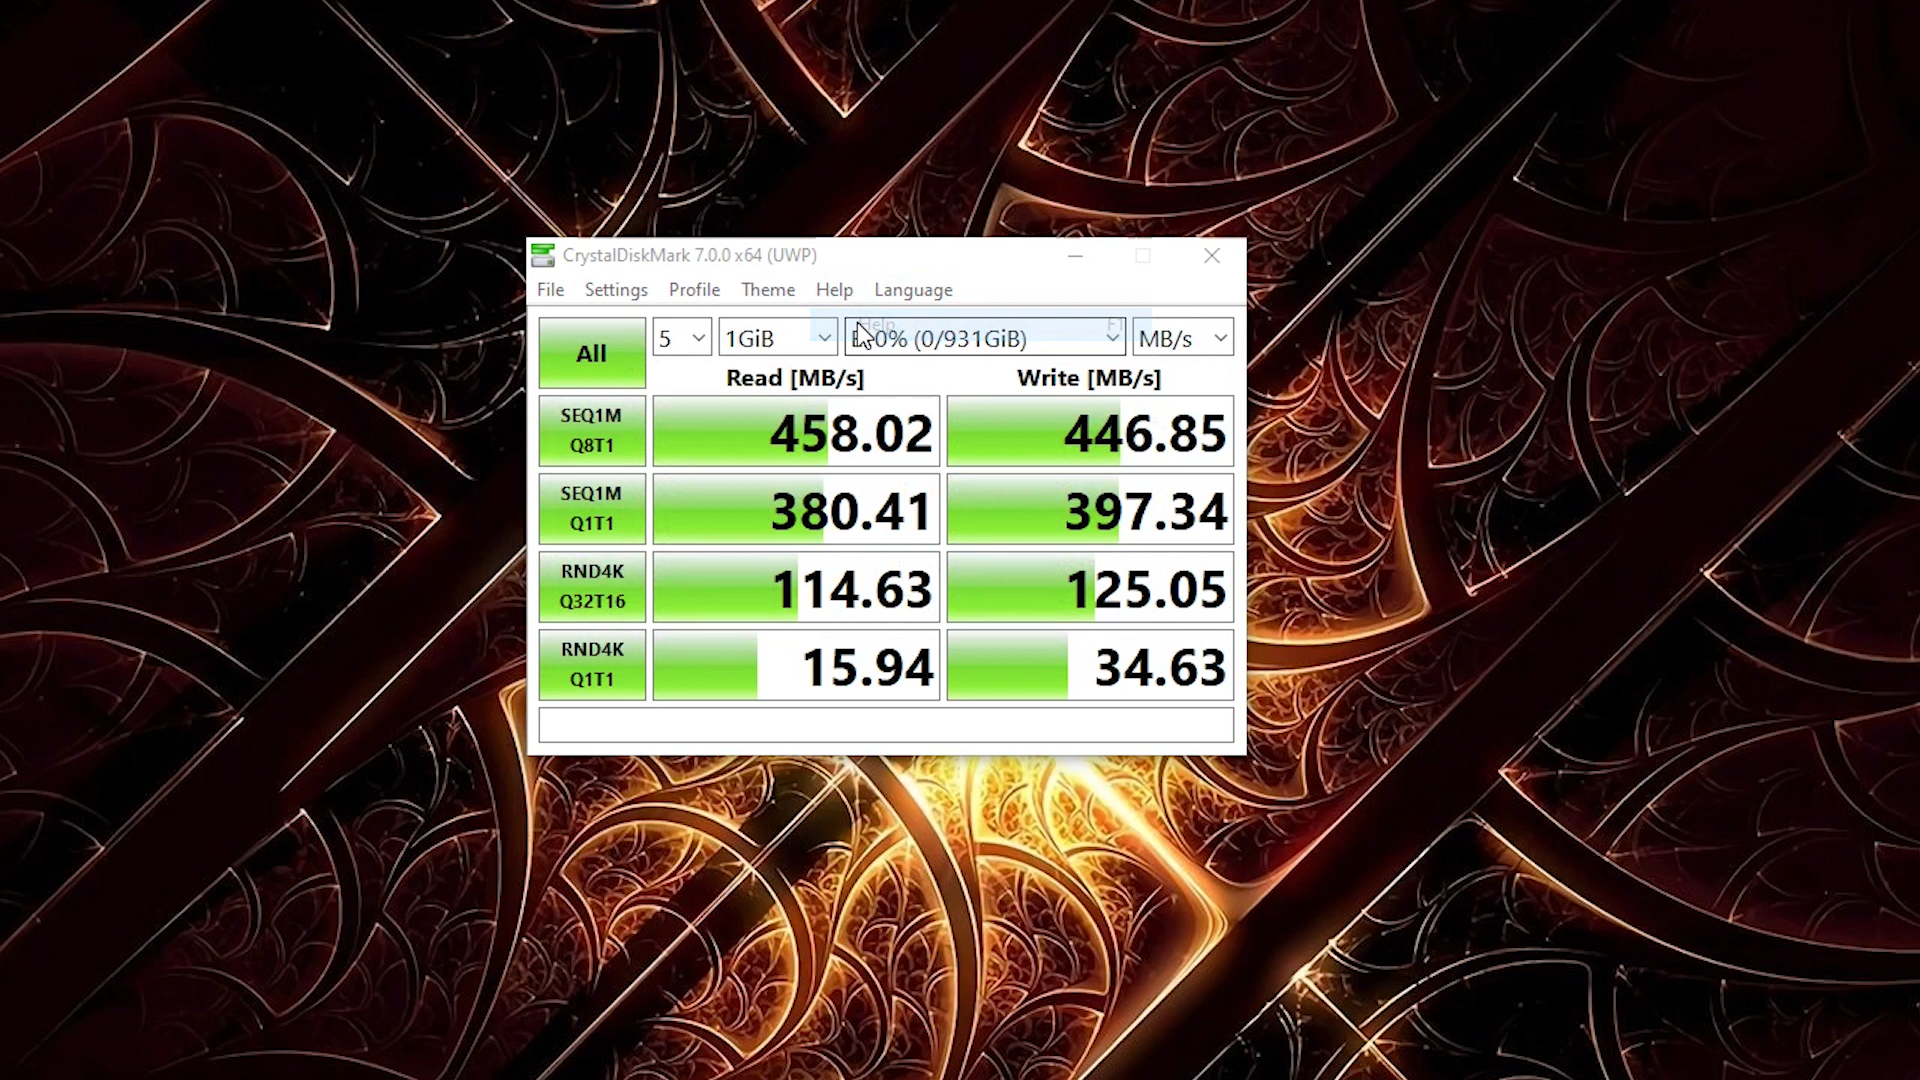 CrystalDiskMark 7.0.0 x64 (UWP)
File Settings Profile Theme Help Language
Help F1
All 5 1GiB 0% (0/931GiB) MB/s
Read [MB/s] Write [MB/s]
SEQ1M
Q8T1 458.02 446.85
SEQ1M
Q1T1 380.41 397.34
RND4K
Q32T16 114.63 125.05
RND4K
Q1T1 15.94 34.63